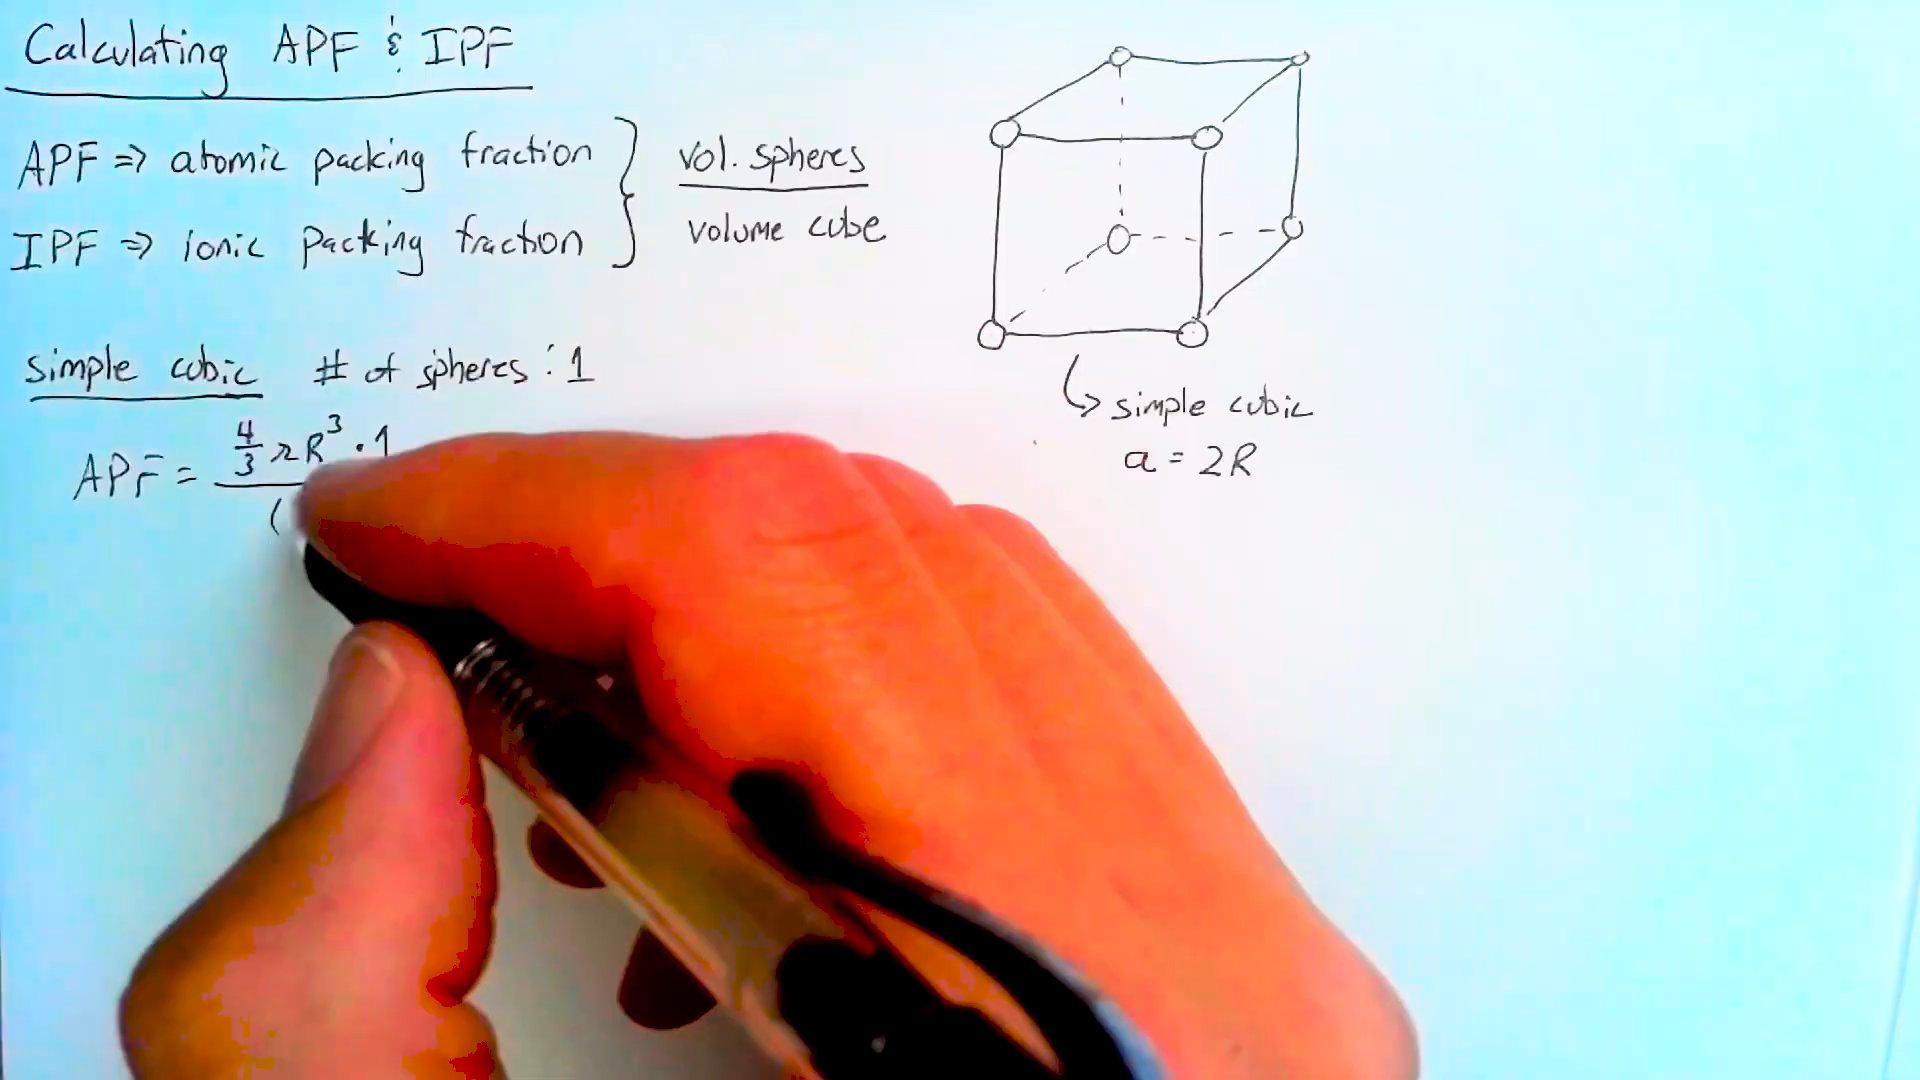 Calculating APF & IPF
APF => atomic packing fraction
IPF => ionic packing fraction
vol. spheres
volume cube
simple cubic # of spheres : 1
APF = 4/3 πR³ · 1
(
simple cubic
a = 2R